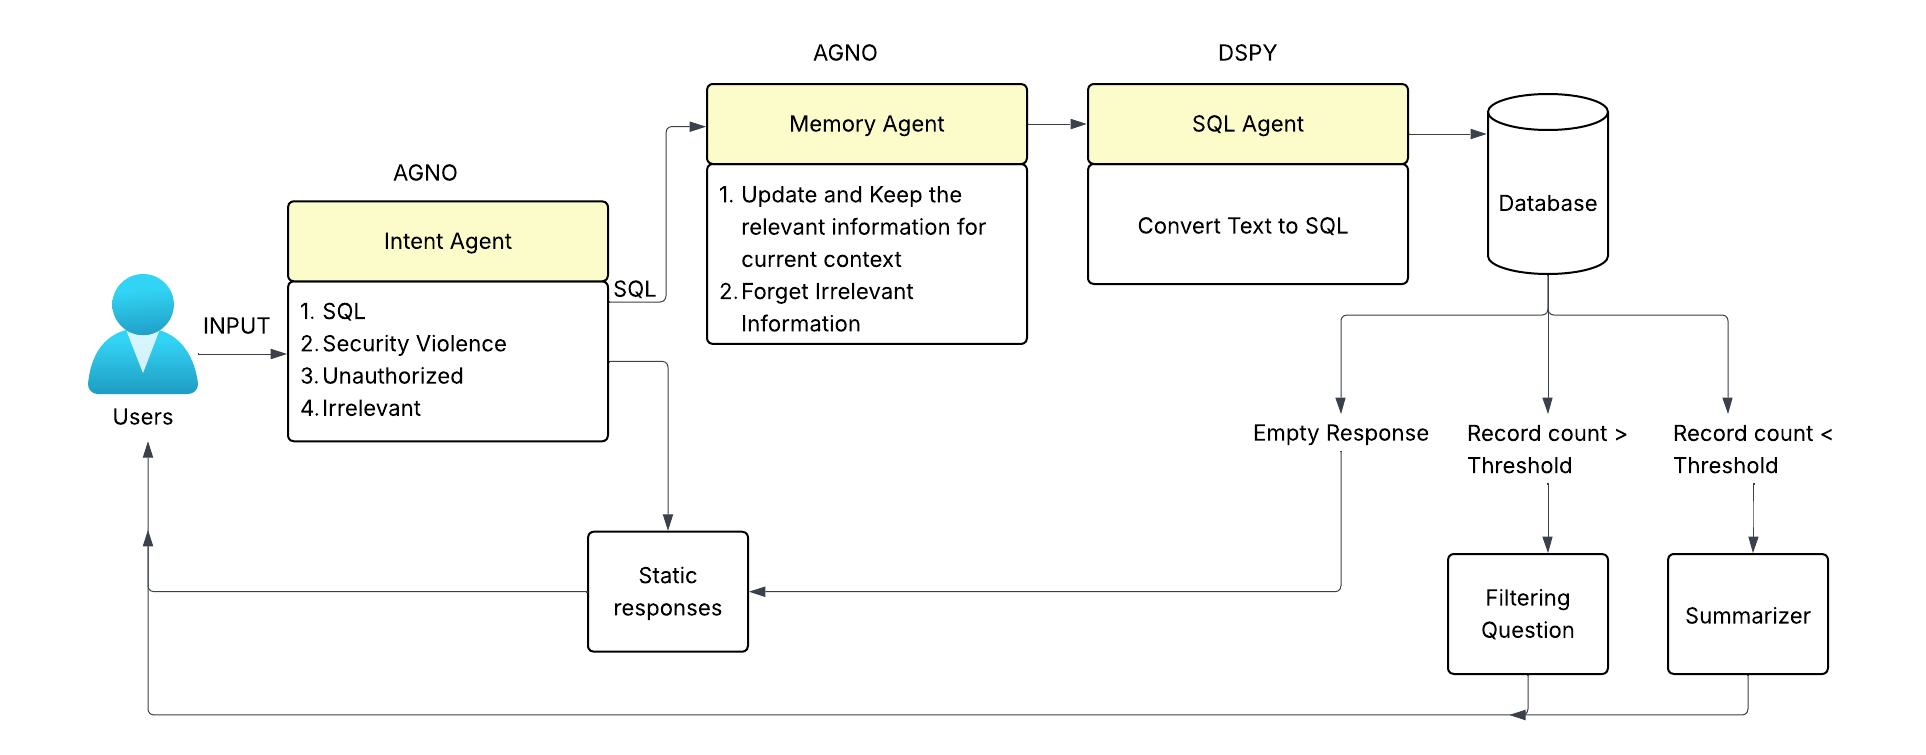 AGNO
DSPY
Memory Agent
SQL Agent
AGNO
Intent Agent
1. Update and Keep the
relevant information for
current context
2. Forget Irrelevant
Information
Convert Text to SQL
Database
SQL
INPUT
1. SQL
2. Security Violence
3. Unauthorized
4. Irrelevant
Users
Empty Response
Record count >
Threshold
Record count <
Threshold
Static
responses
Filtering
Question
Summarizer